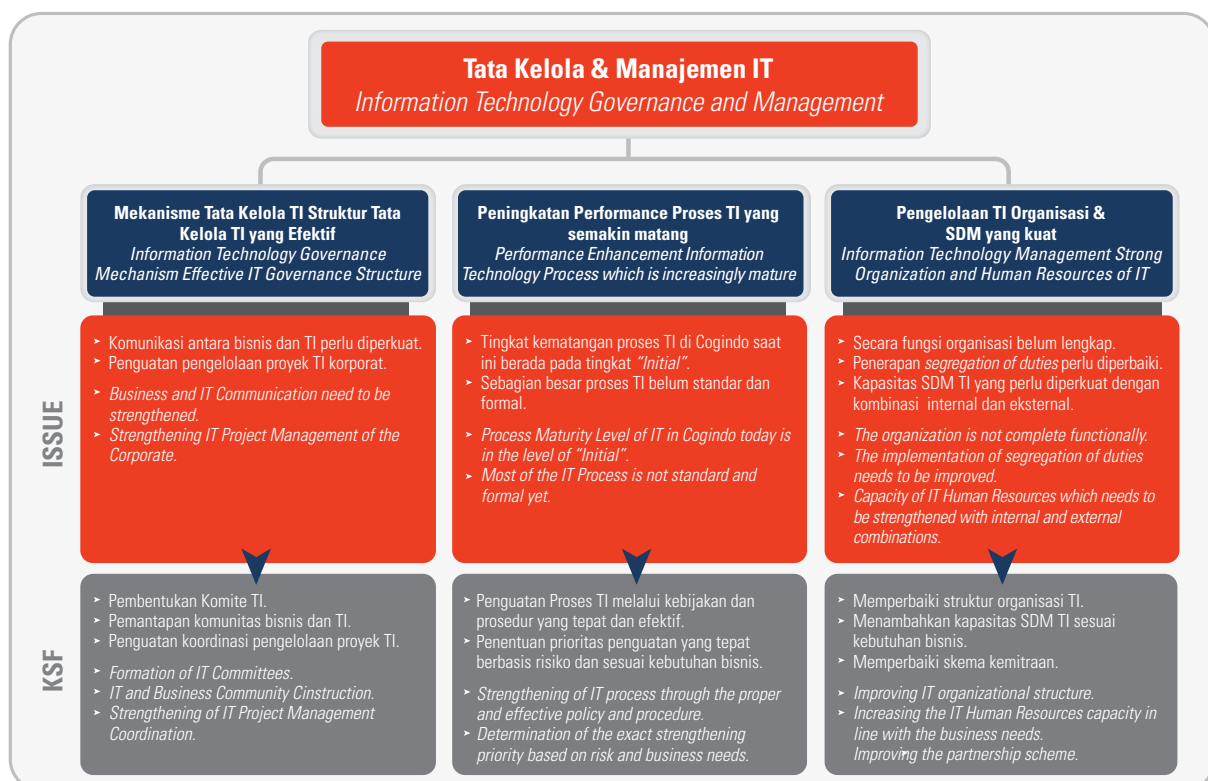 Tata Kelola & Manajemen IT
Information Technology Governance and Management
Mekanisme Tata Kelola TI Struktur Tata
Kelola TI yang Efektif
Information Technology Governance
Mechanism Effective IT Governance Structure
Peningkatan Performance Proses TI yang
semakin matang
Performance Enhancement Information
Technology Process which is increasingly mature
Pengelolaan TI Organisasi &
SDM yang kuat
Information Technology Management Strong
Organization and Human Resources of IT
ISSUE
➤ Komunikasi antara bisnis dan TI perlu diperkuat.
➤ Penguatan pengelolaan proyek TI korporat.
➤ Business and IT Communication need to be
strengthened.
➤ Strengthening IT Project Management of the
Corporate.
➤ Tingkat kematangan proses TI di Cogindo saat
ini berada pada tingkat “Initial”.
➤ Sebagian besar proses TI belum standar dan
formal.
➤ Process Maturity Level of IT in Cogindo today is
in the level of “Initial”.
➤ Most of the IT Process is not standard and
formal yet.
➤ Secara fungsi organisasi belum lengkap.
➤ Penerapan segregation of duties perlu diperbaiki.
➤ Kapasitas SDM TI yang perlu diperkuat dengan
kombinasi internal dan eksternal.
➤ The organization is not complete functionally.
➤ The implementation of segregation of duties
needs to be improved.
➤ Capacity of IT Human Resources which needs to
be strengthened with internal and external
combinations.
KSF
➤ Pembentukan Komite TI.
➤ Pemantapan komunitas bisnis dan TI.
➤ Penguatan koordinasi pengelolaan proyek TI.
➤ Formation of IT Committees.
➤ IT and Business Community Cinstruction.
➤ Strengthening of IT Project Management
Coordination.
➤ Penguatan Proses TI melalui kebijakan dan
prosedur yang tepat dan efektif.
➤ Penentuan prioritas penguatan yang tepat
berbasis risiko dan sesuai kebutuhan bisnis.
➤ Strengthening of IT process through the proper
and effective policy and procedure.
➤ Determination of the exact strengthening
priority based on risk and business needs.
➤ Memperbaiki struktur organisasi TI.
➤ Menambahkan kapasitas SDM TI sesuai
kebutuhan bisnis.
➤ Memperbaiki skema kemitraan.
➤ Improving IT organizational structure.
➤ Increasing the IT Human Resources capacity in
line with the business needs.
➤ Improving the partnership scheme.